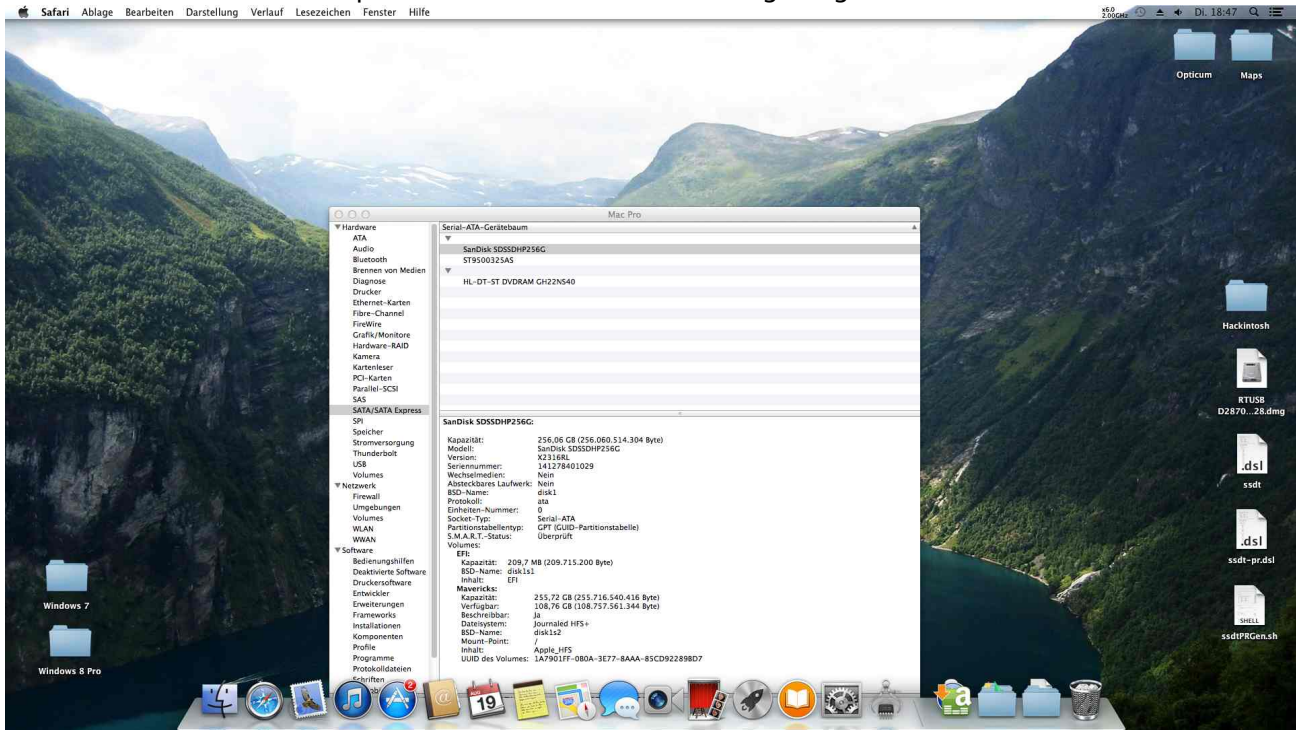 Safari Ablage Bearbeiten Darstellung Verlauf Lesezeichen Fenster Hilfe
x6.0
2.00GHz
Di. 18:47
Opticum
Maps
Hackintosh
RTUSB
D2870...28.dmg
.dsl
ssdt
.dsl
ssdt-pr.dsl
SHELL
ssdtPRGen.sh
Windows 7
Windows 8 Pro
Mac Pro
Hardware
ATA
Audio
Bluetooth
Brennen von Medien
Diagnose
Drucker
Ethernet-Karten
Fibre-Channel
FireWire
Grafik/Monitore
Hardware-RAID
Kamera
Kartenleser
PCI-Karten
Parallel-SCSI
SAS
SATA/SATA Express
SPI
Speicher
Stromversorgung
Thunderbolt
USB
Volumes
Netzwerk
Firewall
Umgebungen
Volumes
WLAN
WWAN
Software
Bedienungshilfen
Deaktivierte Software
Druckersoftware
Entwickler
Erweiterungen
Frameworks
Installationen
Komponenten
Profile
Programme
Protokolldateien
Schriften
Serial-ATA-Gerätebaum
SanDisk SDSSDHP256G
ST9500325AS
HL-DT-ST DVDRAM GH22NS40
SanDisk SDSSDHP256G:
Kapazität: 256,06 GB (256.060.514.304 Byte)
Modell: SanDisk SDSSDHP256G
Version: X2316RL
Seriennummer: 141278401029
Wechselmedien: Nein
Absteckbares Laufwerk: Nein
BSD-Name: disk1
Protokoll: ata
Einheiten-Nummer: 0
Socket-Typ: Serial-ATA
Partitionstabellentyp: GPT (GUID-Partitionstabelle)
S.M.A.R.T.-Status: Überprüft
Volumes:
EFI:
Kapazität: 209,7 MB (209.715.200 Byte)
BSD-Name: disk1s1
Inhalt: EFI
Mavericks:
Kapazität: 255,72 GB (255.716.540.416 Byte)
Verfügbar: 108,76 GB (108.757.561.344 Byte)
Beschreibbar: Ja
Dateisystem: Journaled HFS+
BSD-Name: disk1s2
Mount-Point: /
Inhalt: Apple_HFS
UUID des Volumes: 1A7901FF-0B0A-3E77-8AAA-85CD92289BD7
2
19